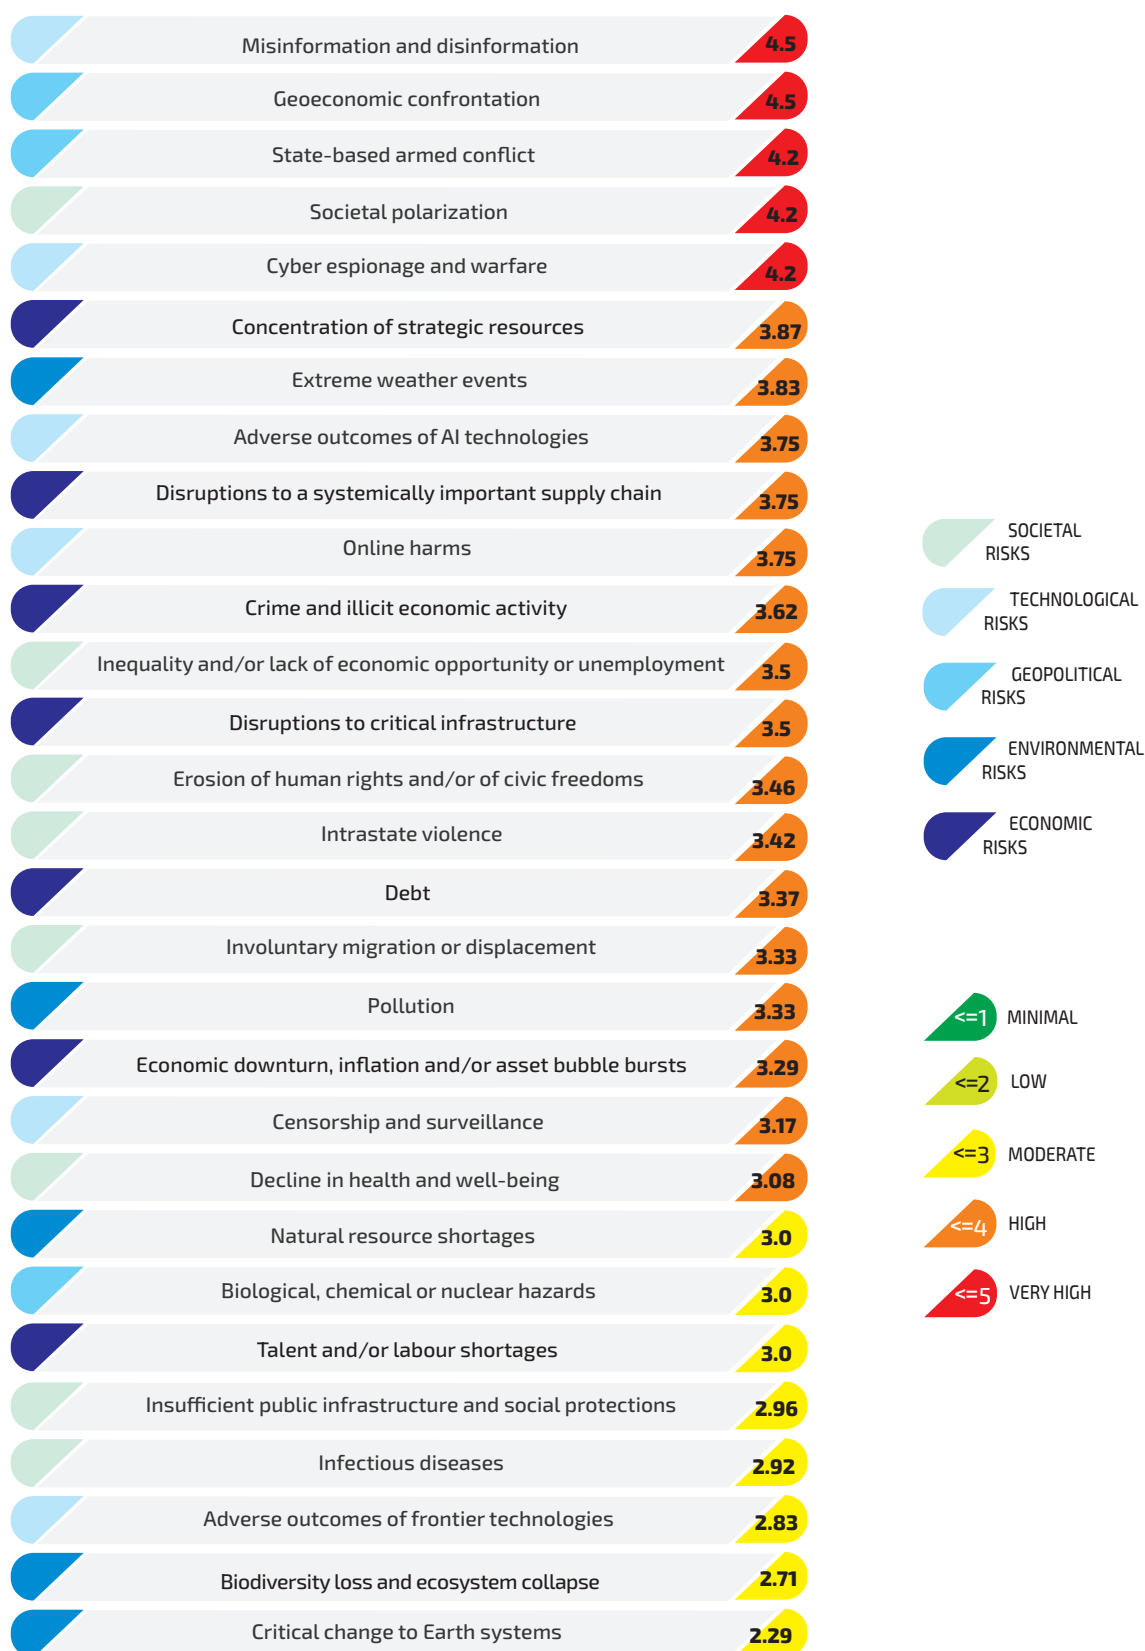 Misinformation and disinformation 4.5
Geoeconomic confrontation 4.5
State-based armed conflict 4.2
Societal polarization 4.2
Cyber espionage and warfare 4.2
Concentration of strategic resources 3.87
Extreme weather events 3.83
Adverse outcomes of AI technologies 3.75
Disruptions to a systemically important supply chain 3.75
Online harms 3.75
Crime and illicit economic activity 3.62
Inequality and/or lack of economic opportunity or unemployment 3.5
Disruptions to critical infrastructure 3.5
Erosion of human rights and/or of civic freedoms 3.46
Intrastate violence 3.42
Debt 3.37
Involuntary migration or displacement 3.33
Pollution 3.33
Economic downturn, inflation and/or asset bubble bursts 3.29
Censorship and surveillance 3.17
Decline in health and well-being 3.08
Natural resource shortages 3.0
Biological, chemical or nuclear hazards 3.0
Talent and/or labour shortages 3.0
Insufficient public infrastructure and social protections 2.96
Infectious diseases 2.92
Adverse outcomes of frontier technologies 2.83
Biodiversity loss and ecosystem collapse 2.71
Critical change to Earth systems 2.29
SOCIETAL
RISKS
TECHNOLOGICAL
RISKS
GEOPOLITICAL
RISKS
ENVIRONMENTAL
RISKS
ECONOMIC
RISKS
<=1 MINIMAL
<=2 LOW
<=3 MODERATE
<=4 HIGH
<=5 VERY HIGH